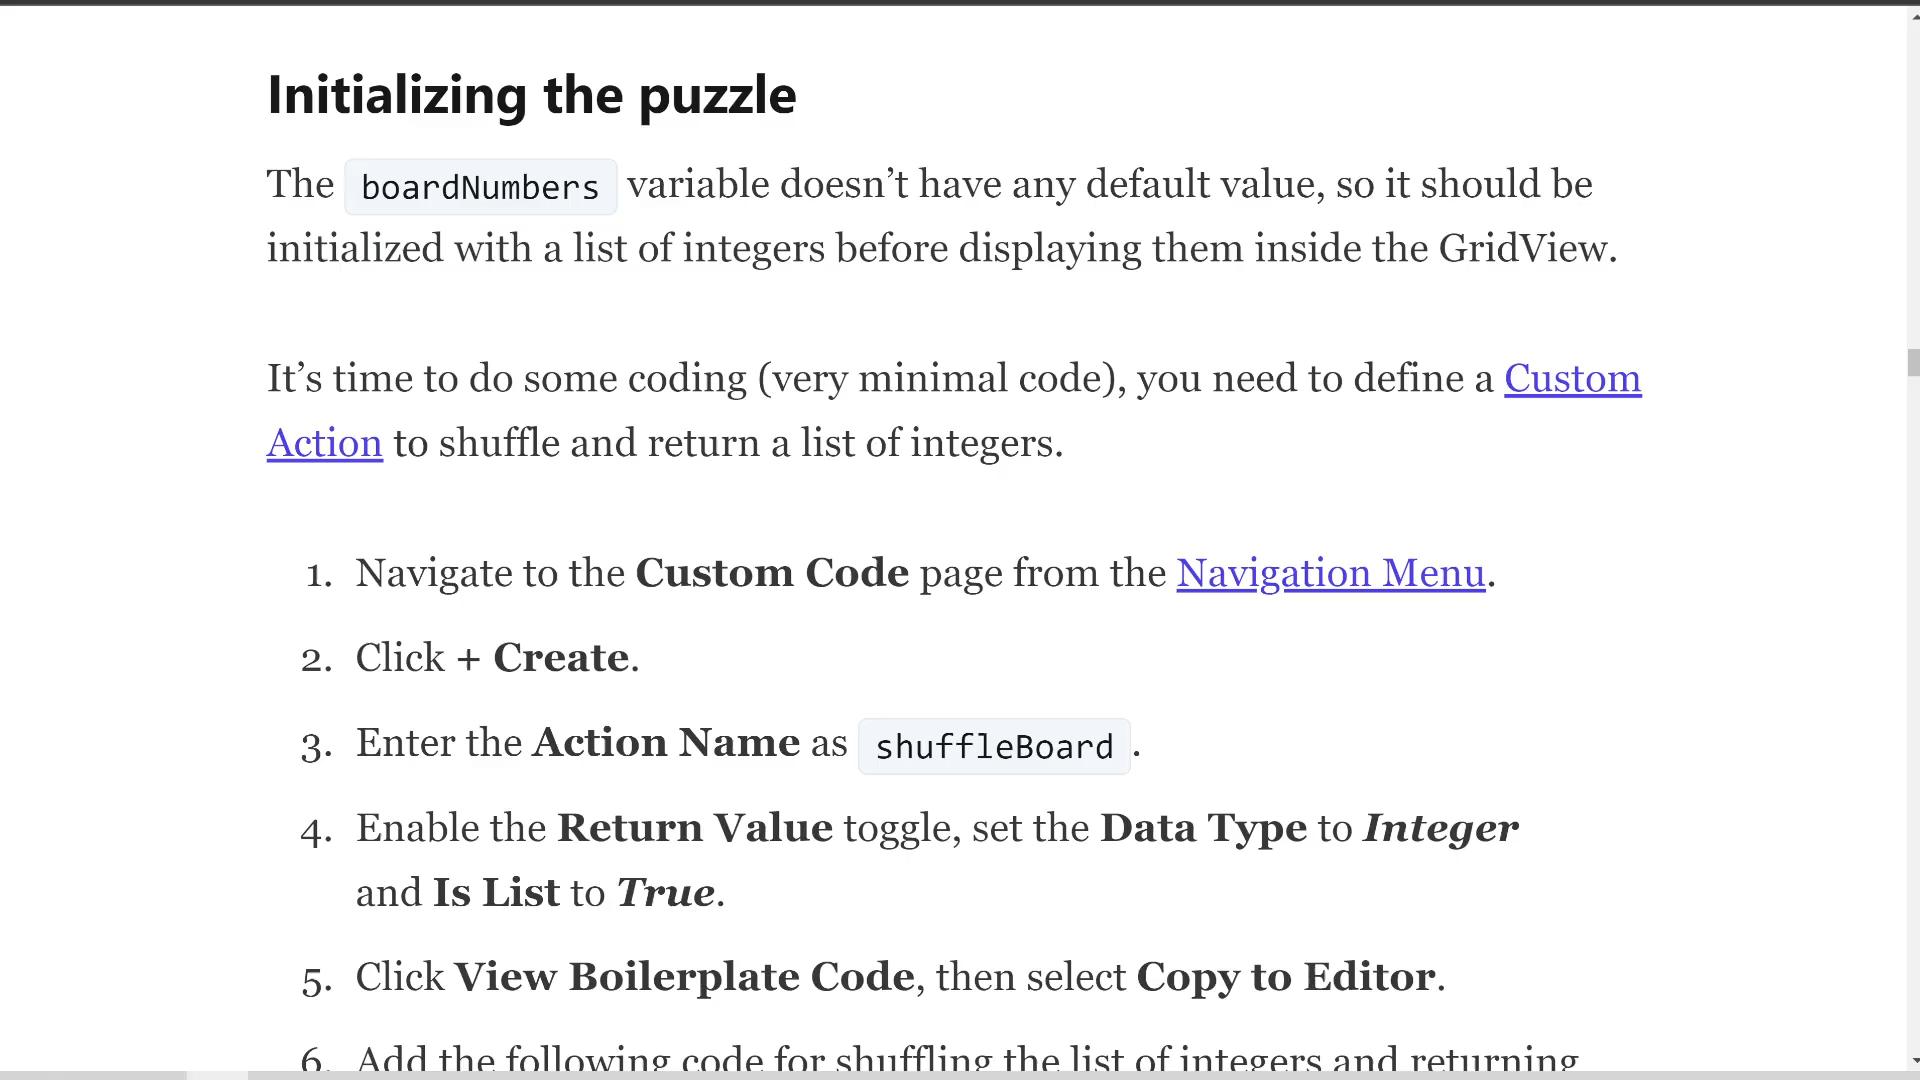 Initializing the puzzle
The boardNumbers variable doesn’t have any default value, so it should be
initialized with a list of integers before displaying them inside the GridView.
It’s time to do some coding (very minimal code), you need to define a Custom
Action to shuffle and return a list of integers.
1. Navigate to the Custom Code page from the Navigation Menu.
2. Click + Create.
3. Enter the Action Name as shuffleBoard.
4. Enable the Return Value toggle, set the Data Type to Integer
and Is List to True.
5. Click View Boilerplate Code, then select Copy to Editor.
6. Add the following code for shuffling the list of integers and returning